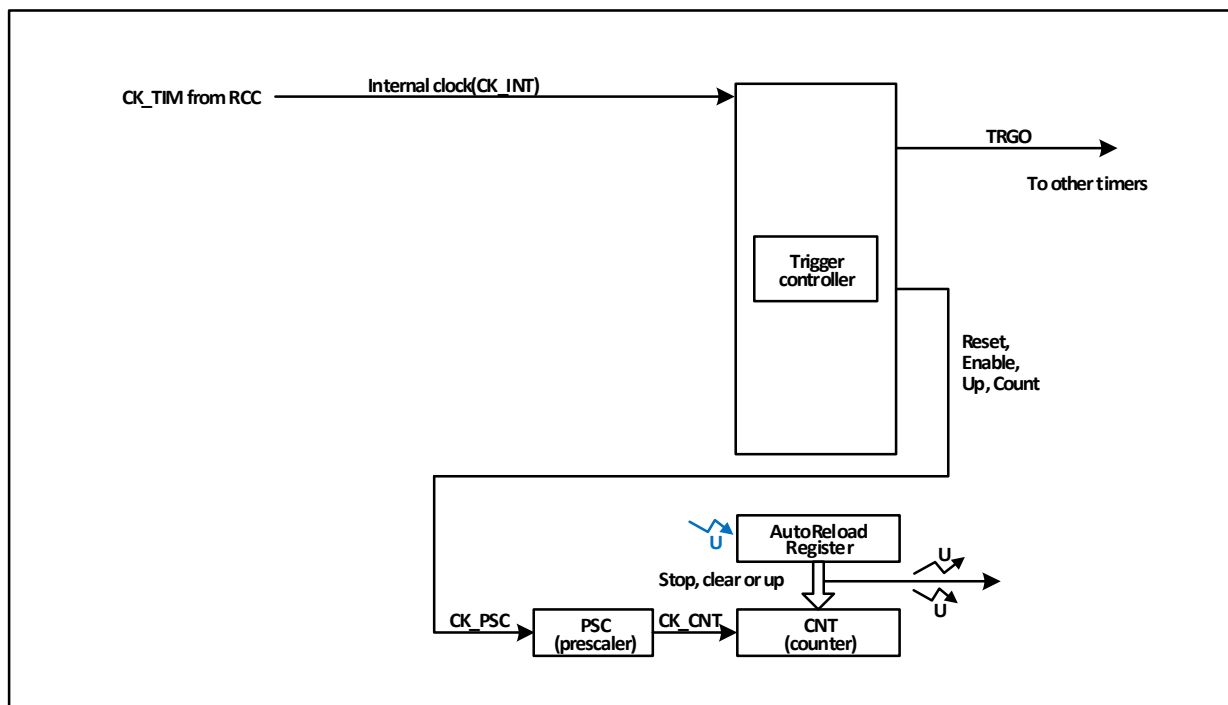 Internal clock(CK_INT)
CK_TIM from RCC
TRGO
To other timers
Trigger
controller
Reset,
Enable,
Up, Count
U
AutoReload
Register
U
Stop, clear or up
U
CK_PSC
PSC
(prescaler)
CK_CNT
CNT
(counter)